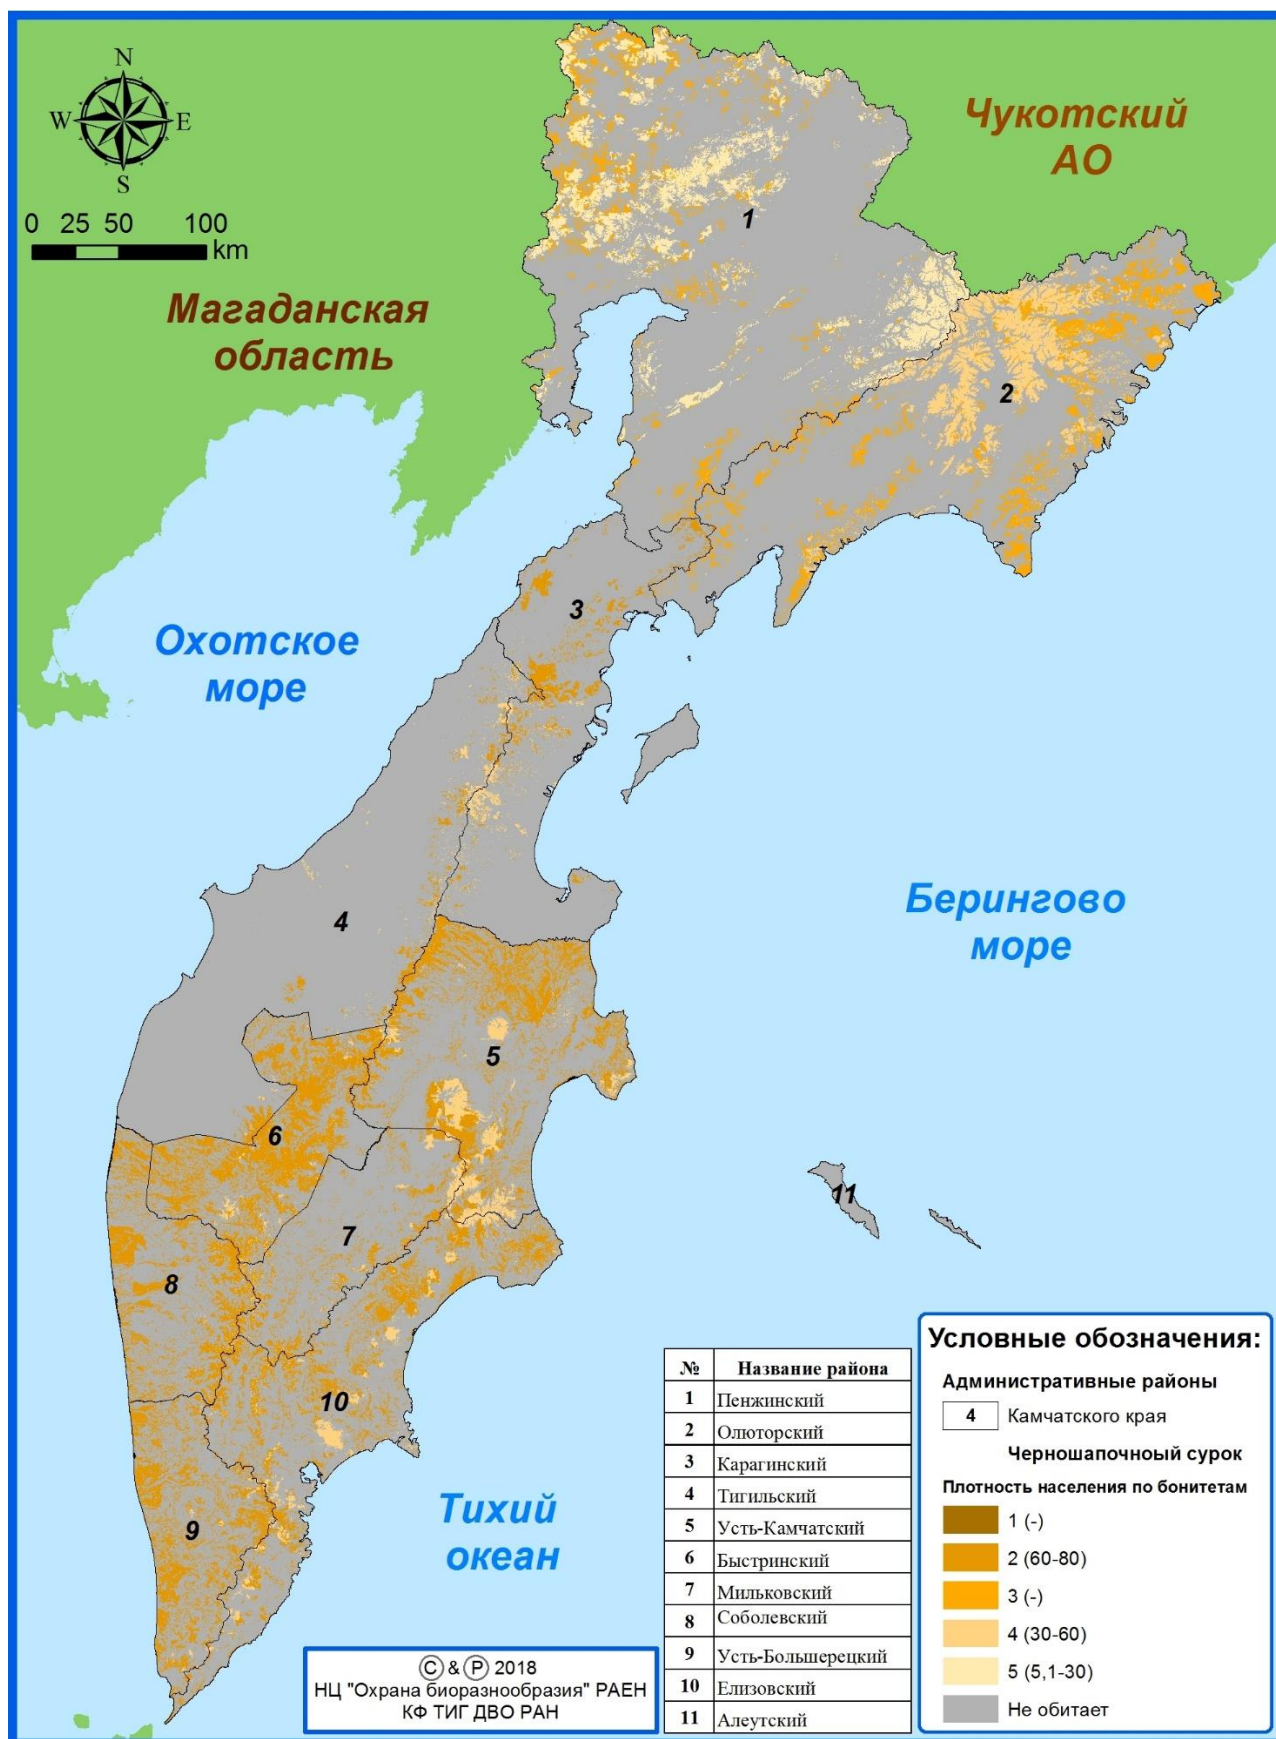 N
W
E
S
0 25 50 100
km
Чукотский
АО
Магаданская
область
Охотское
море
Берингово
море
Тихий
океан
1
2
3
4
5
6
7
8
9
10
11
№ Название района
1 Пенжинский
2 Олюторский
3 Карагинский
4 Тигильский
5 Усть-Камчатский
6 Быстринский
7 Мильковский
8 Соболевский
9 Усть-Большерецкий
10 Елизовский
11 Алеутский
Условные обозначения:
Административные районы
4 Камчатского края
Черношапочноый сурок
Плотность населения по бонитетам
1 (-)
2 (60-80)
3 (-)
4 (30-60)
5 (5,1-30)
Не обитает
Ⓒ & Ⓟ 2018
НЦ "Охрана биоразнообразия" РАЕН
КФ ТИГ ДВО РАН